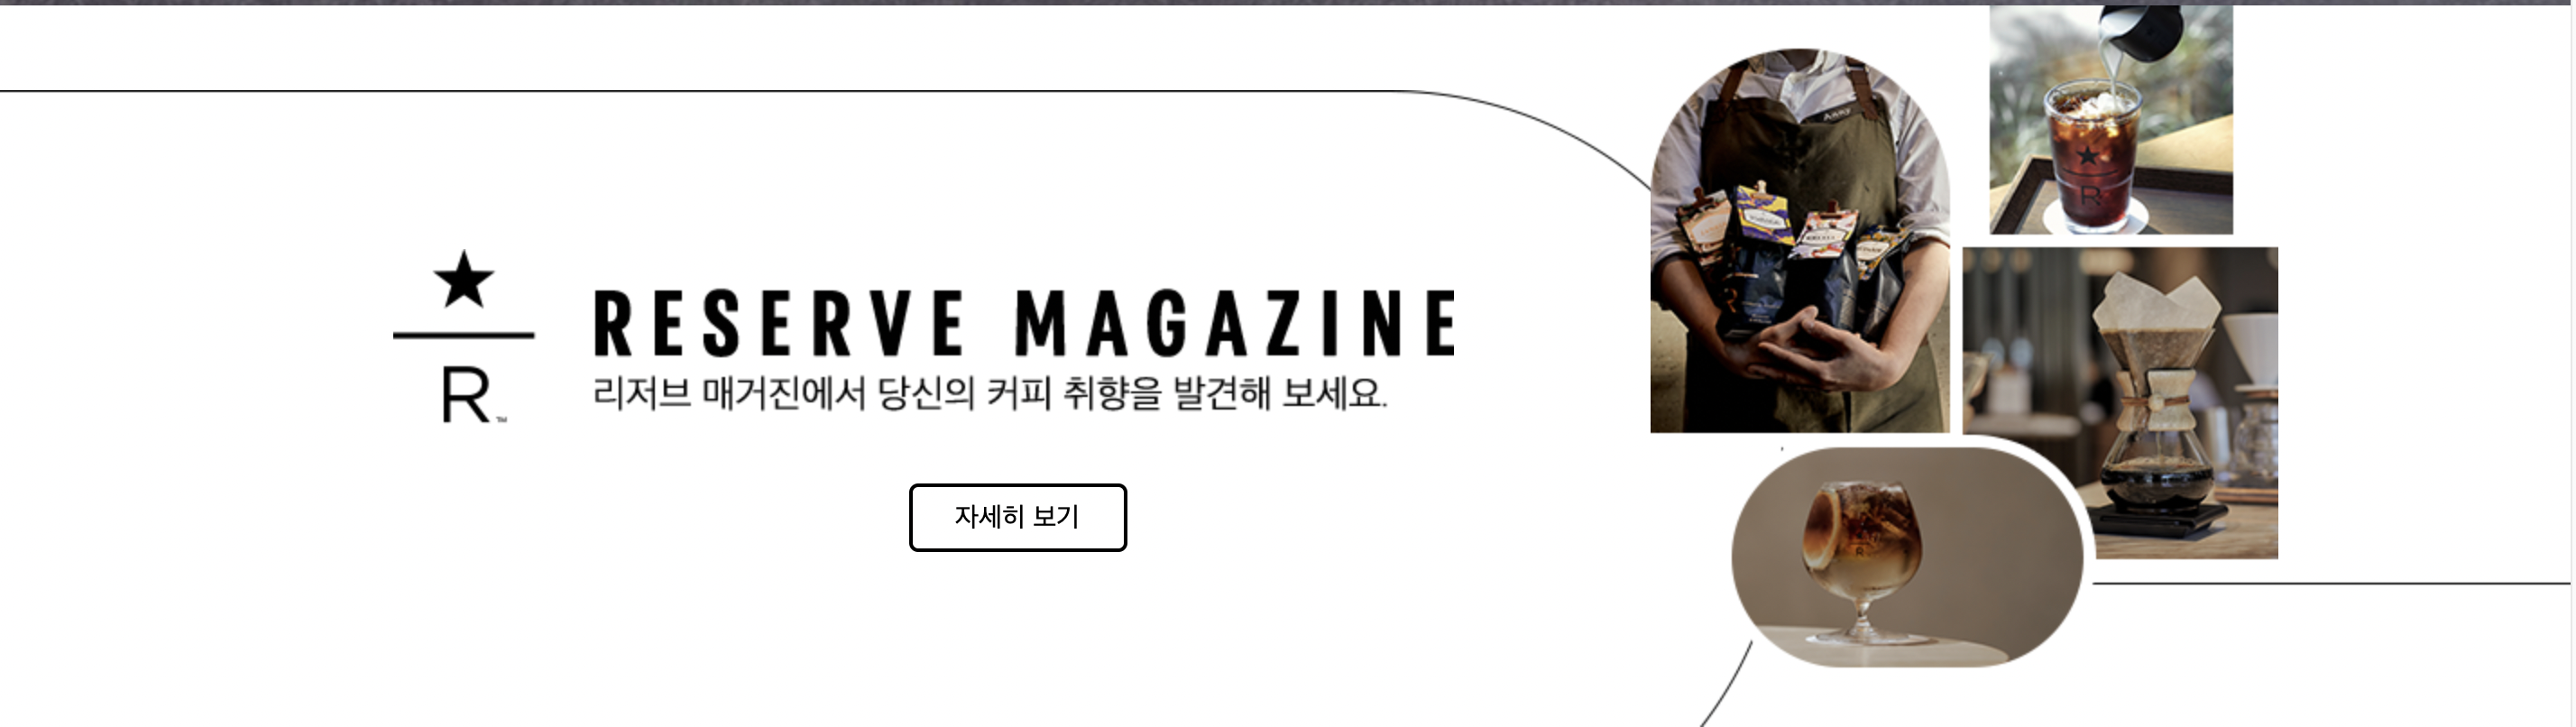 ★
R™
RESERVE MAGAZINE
리저브 매거진에서 당신의 커피 취향을 발견해 보세요.
자세히 보기
Anny
★
R
R